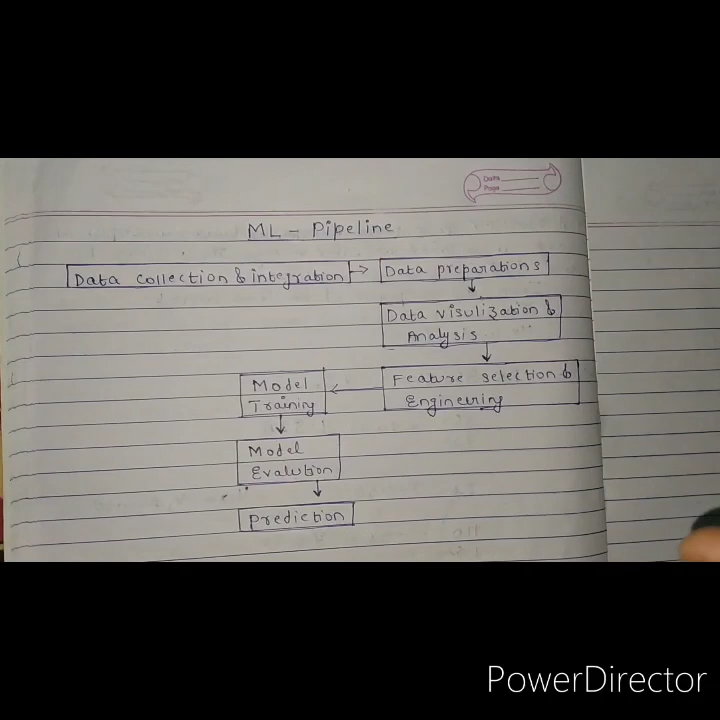 Date
Page
ML - Pipeline
Data collection & integration → Data preparations
Data visulization &
Analysis
Feature selection &
Engineering
Model
Training
Model
Evalution
Prediction
PowerDirector